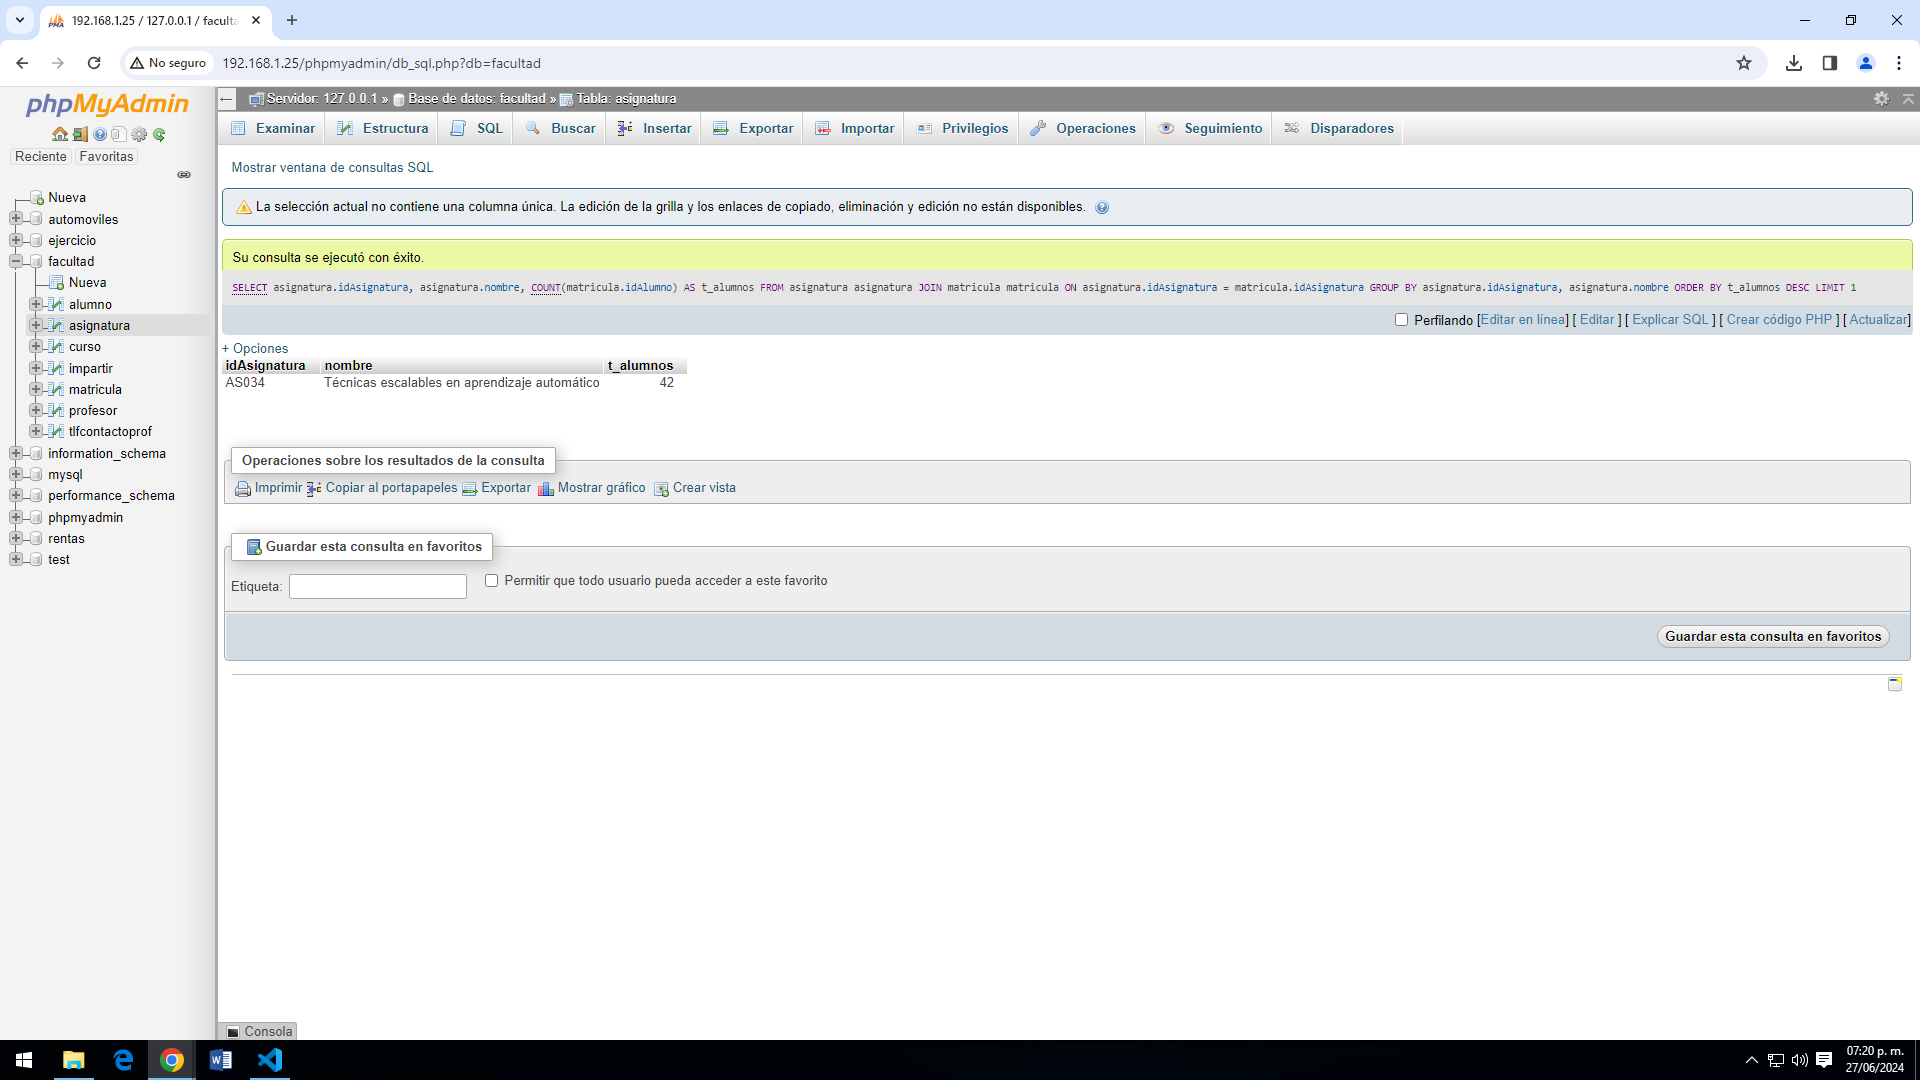 192.168.1.25 / 127.0.0.1 / faculta
No seguro
192.168.1.25/phpmyadmin/db_sql.php?db=facultad
phpMyAdmin
Reciente
Favoritas
Nueva
automoviles
ejercicio
facultad
Nueva
alumno
asignatura
curso
impartir
matricula
profesor
tlfcontactoprof
information_schema
mysql
performance_schema
phpmyadmin
rentas
test
Servidor: 127.0.0.1 » Base de datos: facultad » Tabla: asignatura
Examinar
Estructura
SQL
Buscar
Insertar
Exportar
Importar
Privilegios
Operaciones
Seguimiento
Disparadores
Mostrar ventana de consultas SQL
La selección actual no contiene una columna única. La edición de la grilla y los enlaces de copiado, eliminación y edición no están disponibles.
Su consulta se ejecutó con éxito.
SELECT asignatura.idAsignatura, asignatura.nombre, COUNT(matricula.idAlumno) AS t_alumnos FROM asignatura asignatura JOIN matricula matricula ON asignatura.idAsignatura = matricula.idAsignatura GROUP BY asignatura.idAsignatura, asignatura.nombre ORDER BY t_alumnos DESC LIMIT 1
Perfilando [Editar en línea] [ Editar ] [ Explicar SQL ] [ Crear código PHP ] [ Actualizar]
+ Opciones
idAsignatura nombre t_alumnos
AS034 Técnicas escalables en aprendizaje automático 42
Operaciones sobre los resultados de la consulta
Imprimir Copiar al portapapeles Exportar Mostrar gráfico Crear vista
Guardar esta consulta en favoritos
Etiqueta:
Permitir que todo usuario pueda acceder a este favorito
Guardar esta consulta en favoritos
Consola
07:20 p. m.
27/06/2024